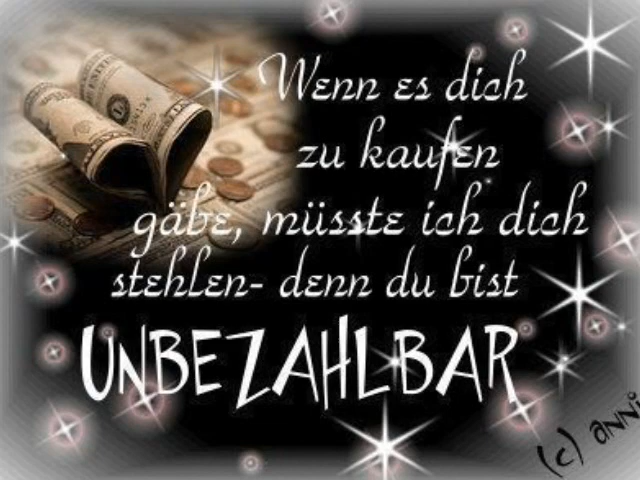 Wenn es dich
zu kaufen
gäbe, müsste ich dich
stehlen- denn du bist
UNBEZAHLBAR
(c) anni